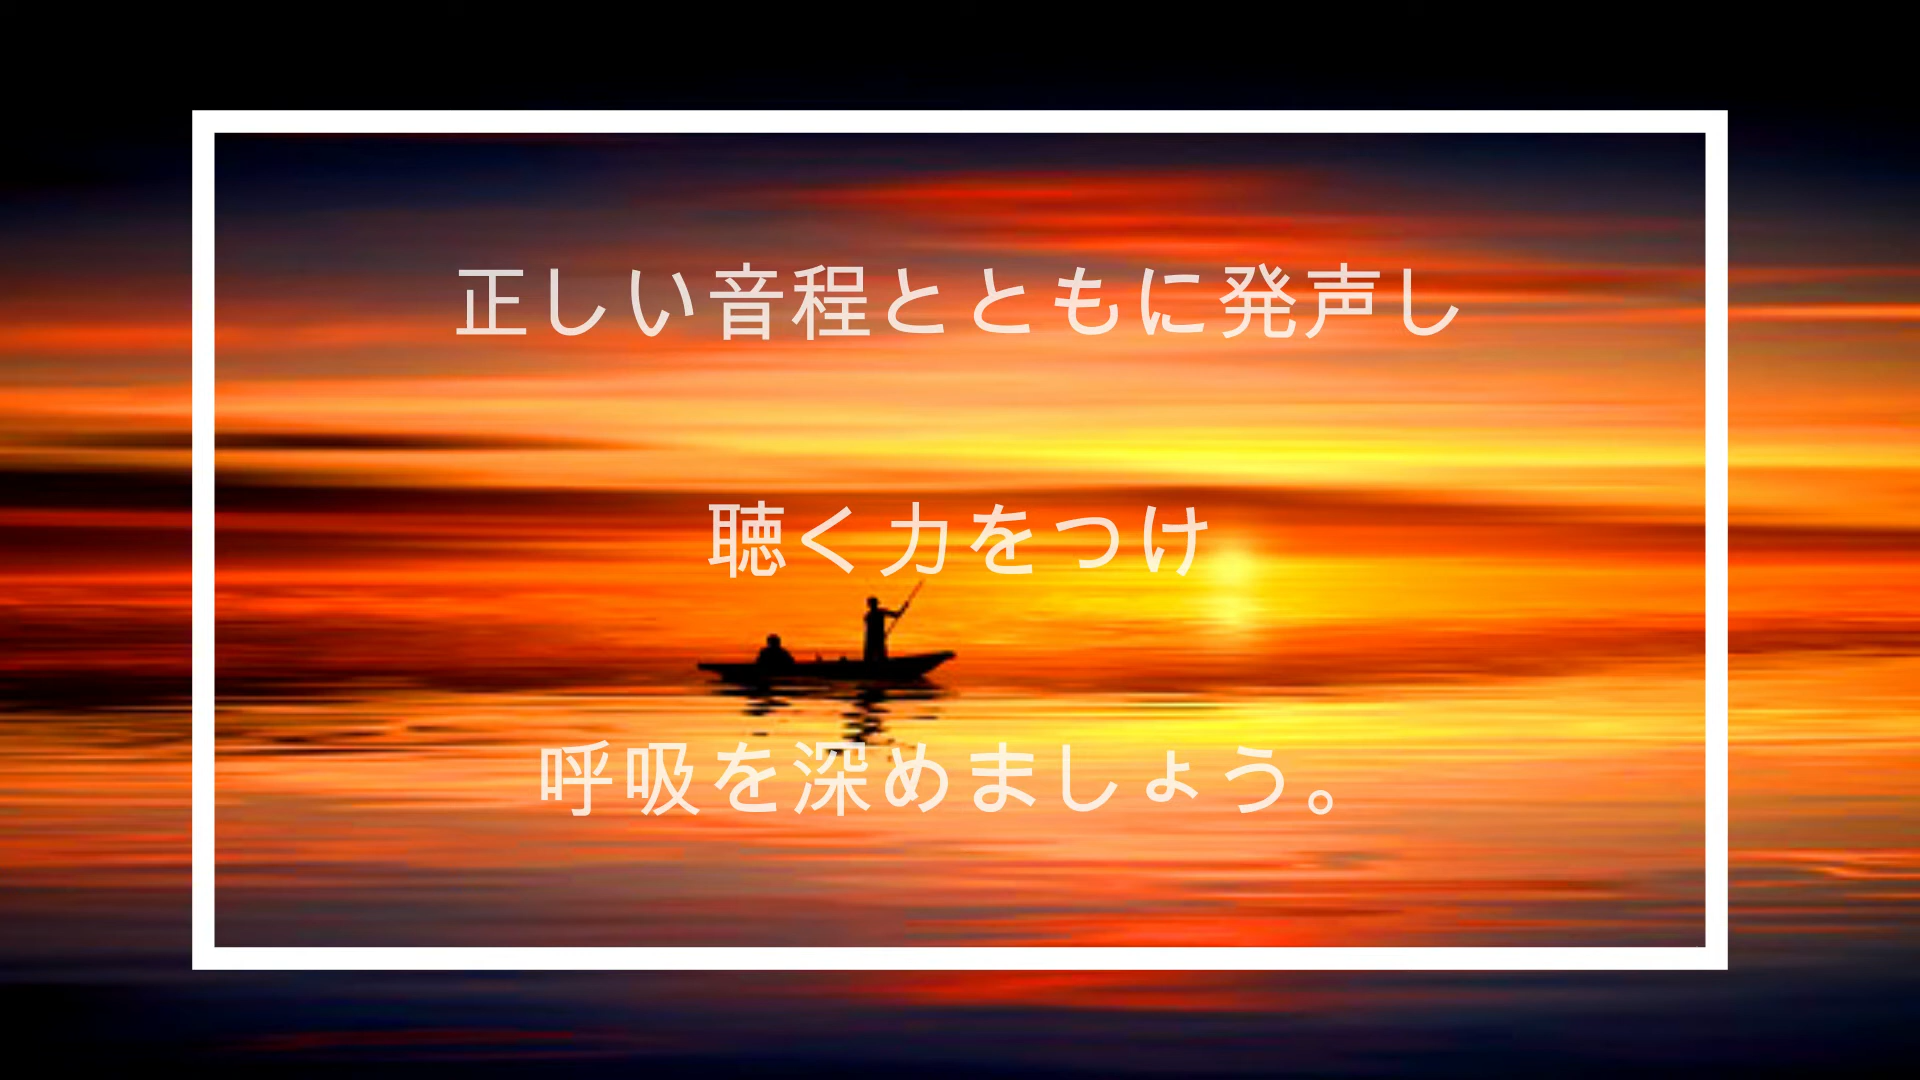 正しい音程とともに発声し
聴く力をつけ
呼吸を深めましょう。